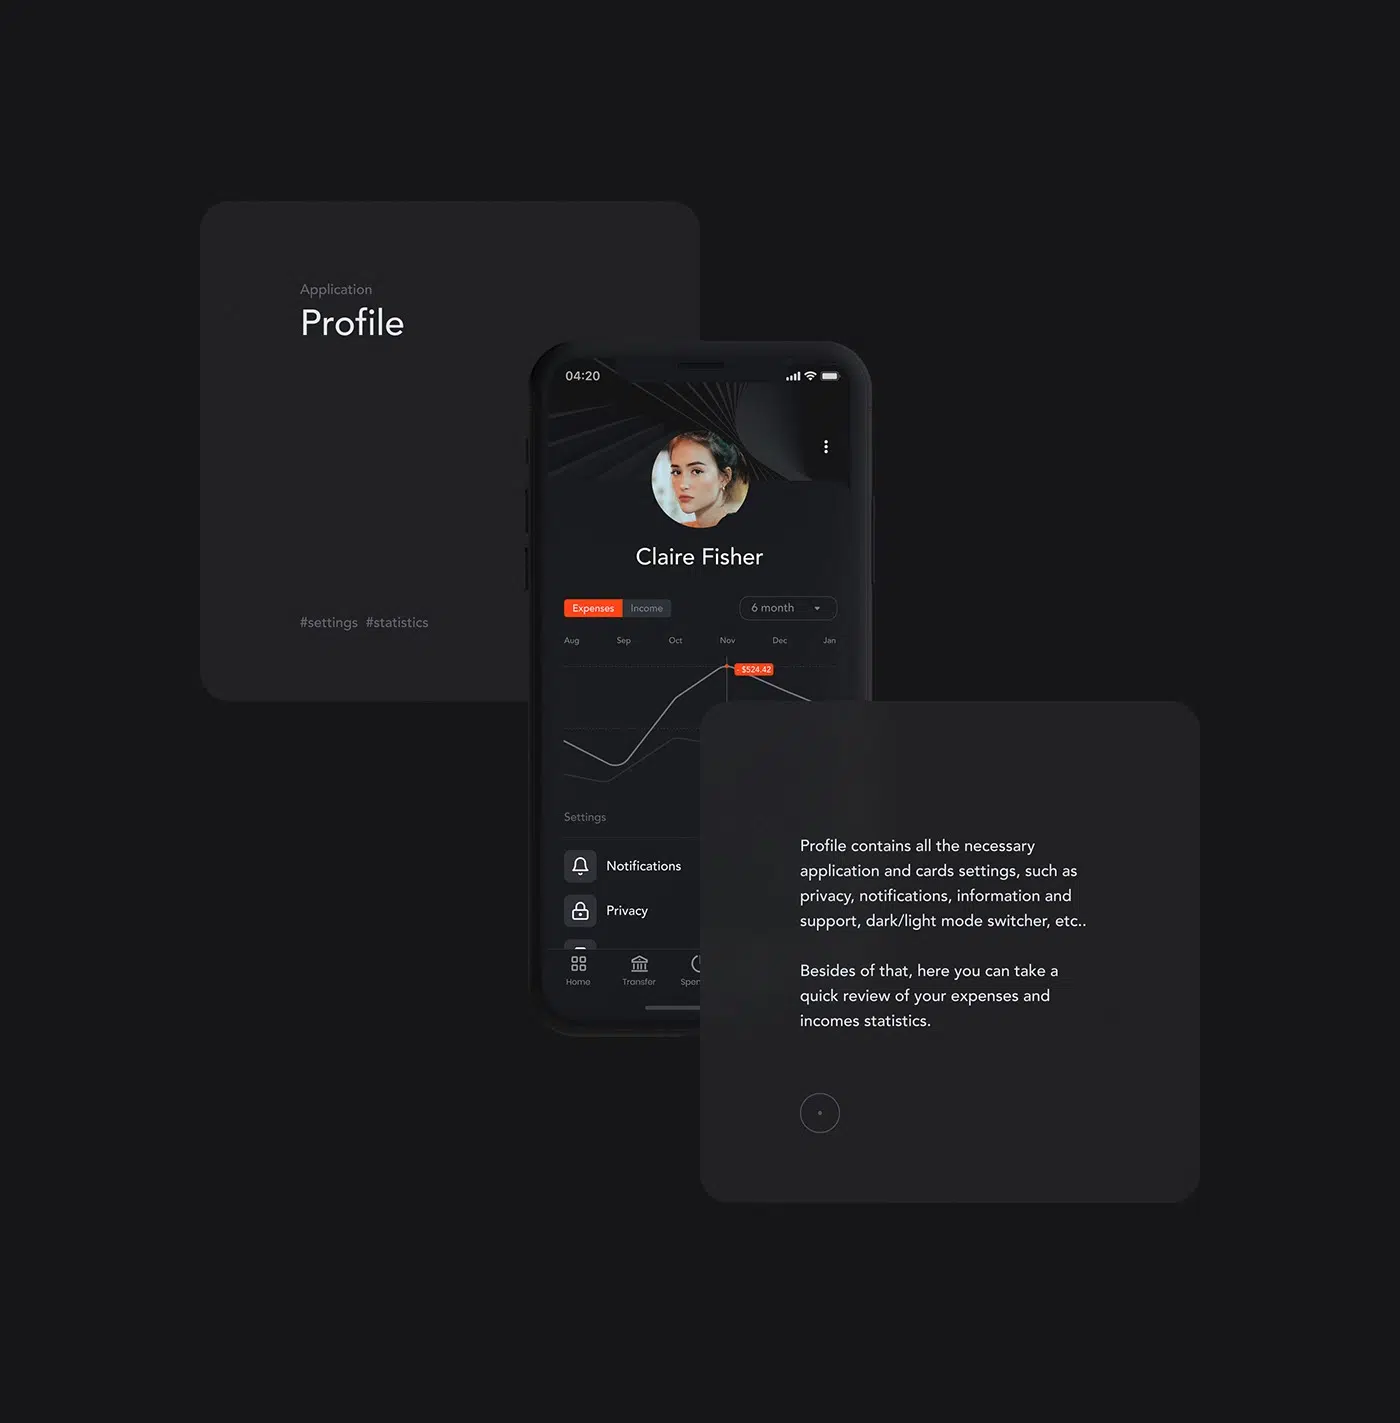 Application
Profile
#settings #statistics
04:20
Claire Fisher
Expenses Income 6 month
Aug Sep Oct Nov Dec Jan
- $524.42
Settings
Notifications
Privacy
Home Transfer
Profile contains all the necessary
application and cards settings, such as
privacy, notifications, information and
support, dark/light mode switcher, etc..
Besides of that, here you can take a
quick review of your expenses and
incomes statistics.